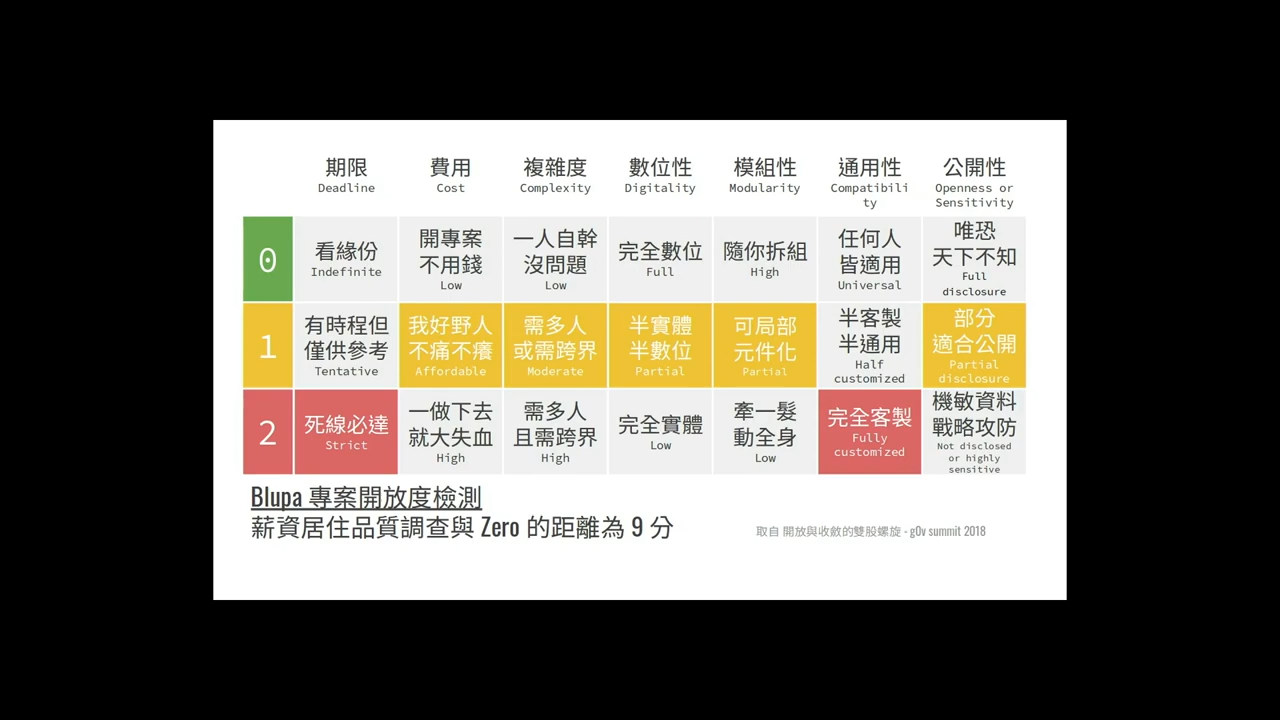 期限
Deadline
費用
Cost
複雜度
Complexity
數位性
Digitality
模組性
Modularity
通用性
Compatibili
ty
公開性
Openness or
Sensitivity
0
看緣份
Indefinite
開專案
不用錢
Low
一人自幹
沒問題
Low
完全數位
Full
隨你拆組
High
任何人
皆適用
Universal
唯恐
天下不知
Full
disclosure
1
有時程但
僅供參考
Tentative
我好野人
不痛不癢
Affordable
需多人
或需跨界
Moderate
半實體
半數位
Partial
可局部
元件化
Partial
半客製
半通用
Half
customized
部分
適合公開
Partial
disclosure
2
死線必達
Strict
一做下去
就大失血
High
需多人
且需跨界
High
完全實體
Low
牽一髮
動全身
Low
完全客製
Fully
customized
機敏資料
戰略攻防
Not disclosed
or highly
sensitive
Blupa 專案開放度檢測
薪資居住品質調查與 Zero 的距離為 9 分
取自 開放與收斂的雙股螺旋 - g0v summit 2018